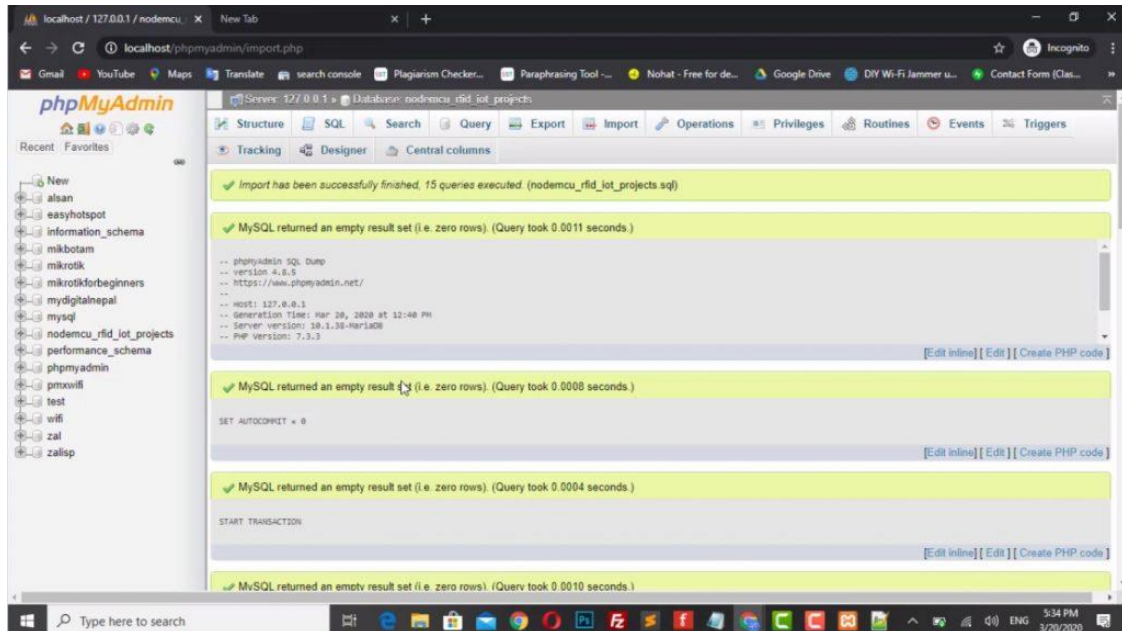 localhost / 127.0.0.1 / nodemcu_
New Tab
localhost/phpmyadmin/import.php
Incognito
Gmail YouTube Maps Translate search console Plagiarism Checker... Paraphrasing Tool -... Nohat - Free for de... Google Drive DIY Wi-Fi Jammer u... Contact Form (Clas...
phpMyAdmin
Recent Favorites
New
alsan
easyhotspot
information_schema
mikbotam
mikrotik
mikrotikforbeginners
mydigitalnepal
mysql
nodemcu_rfid_iot_projects
performance_schema
phpmyadmin
pmxwifi
test
wifi
zal
zalisp
Server: 127.0.0.1 » Database: nodemcu_rfid_iot_projects
Structure SQL Search Query Export Import Operations Privileges Routines Events Triggers
Tracking Designer Central columns
Import has been successfully finished, 15 queries executed. (nodemcu_rfid_iot_projects.sql)
MySQL returned an empty result set (i.e. zero rows). (Query took 0.0011 seconds.)
-- phpMyAdmin SQL Dump
-- version 4.8.5
-- https://www.phpmyadmin.net/
--
-- Host: 127.0.0.1
-- Generation Time: Mar 20, 2020 at 12:40 PM
-- Server version: 10.1.38-MariaDB
-- PHP Version: 7.3.3
[Edit inline] [ Edit ] [ Create PHP code ]
MySQL returned an empty result set (i.e. zero rows). (Query took 0.0008 seconds.)
SET AUTOCOMMIT = 0
[Edit inline] [ Edit ] [ Create PHP code ]
MySQL returned an empty result set (i.e. zero rows). (Query took 0.0004 seconds.)
START TRANSACTION
[Edit inline] [ Edit ] [ Create PHP code ]
MySQL returned an empty result set (i.e. zero rows). (Query took 0.0010 seconds.)
Type here to search
ENG
5:34 PM
3/20/2020